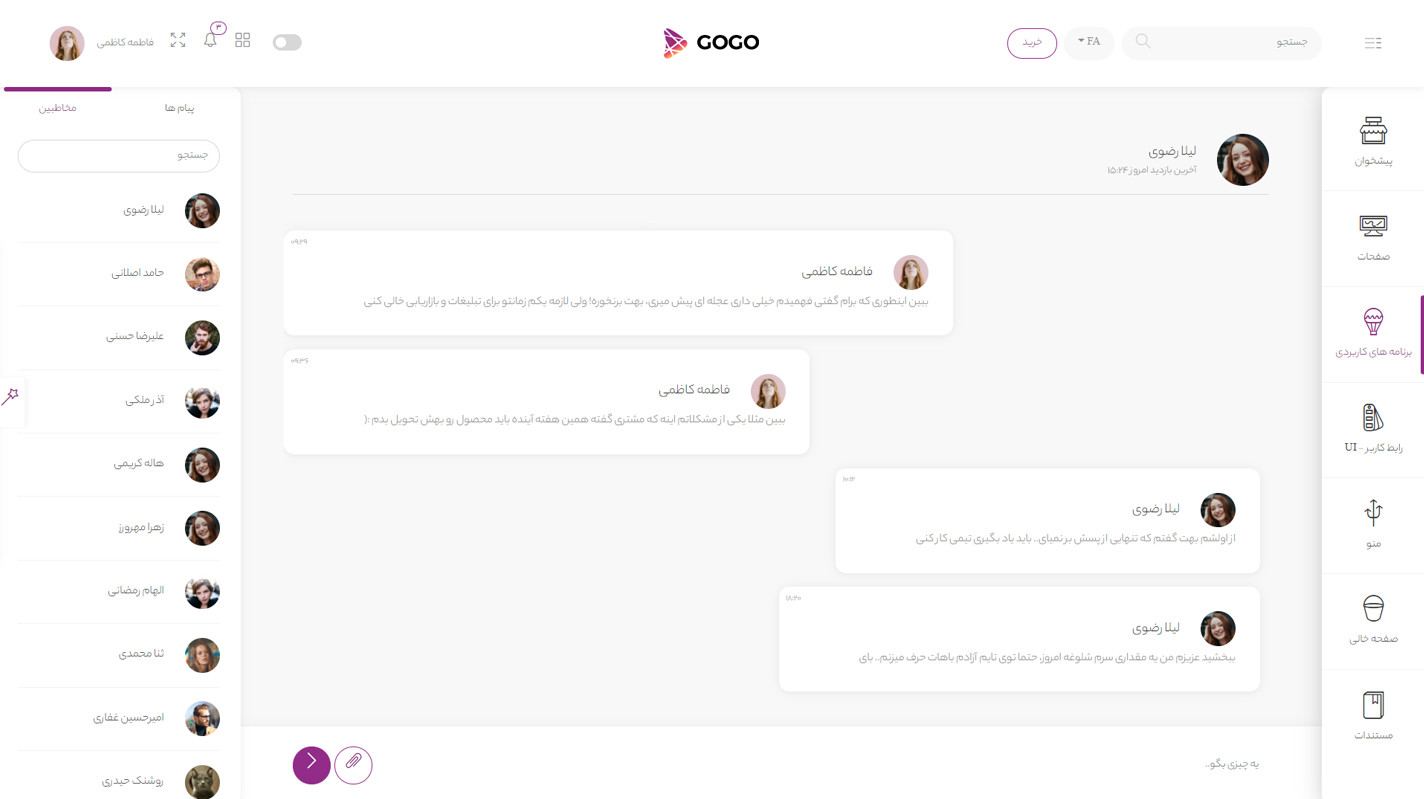 جستجو
FA
خرید
GOGO
۳
فاطمه کاظمی
پیشخوان
صفحات
برنامه های کاربردی
رابط کاربر - UI
منو
صفحه خالی
مستندات
لیلا رضوی
آخرین بازدید امروز ۱۵:۲۴
۰۹:۲۹
فاطمه کاظمی
ببین اینطوری که برام گفتی فهمیدم خیلی داری عجله ای پیش میری، بهت برنخوره! ولی لازمه یکم زمانتو برای تبلیغات و بازاریابی خالی کنی
۰۹:۳۶
فاطمه کاظمی
ببین مثلا یکی از مشکلاتم اینه که مشتری گفته همین هفته آینده باید محصول رو بهش تحویل بدم :(
لیلا رضوی
از اولشم بهت گفتم که تنهایی از پسش بر نمیای.. باید یاد بگیری تیمی کار کنی
۱۸:۲۰
لیلا رضوی
ببخشید عزیزم من یه مقداری سرم شلوغه امروز، حتما توی تایم آزادم باهات حرف میزنم.. بای
یه چیزی بگو..
پیام ها
مخاطبین
جستجو
لیلا رضوی
حامد اصلانی
علیرضا حسنی
آذر ملکی
هاله کریمی
زهرا مهرورز
الهام رمضانی
ثنا محمدی
امیرحسین غفاری
روشنک حیدری